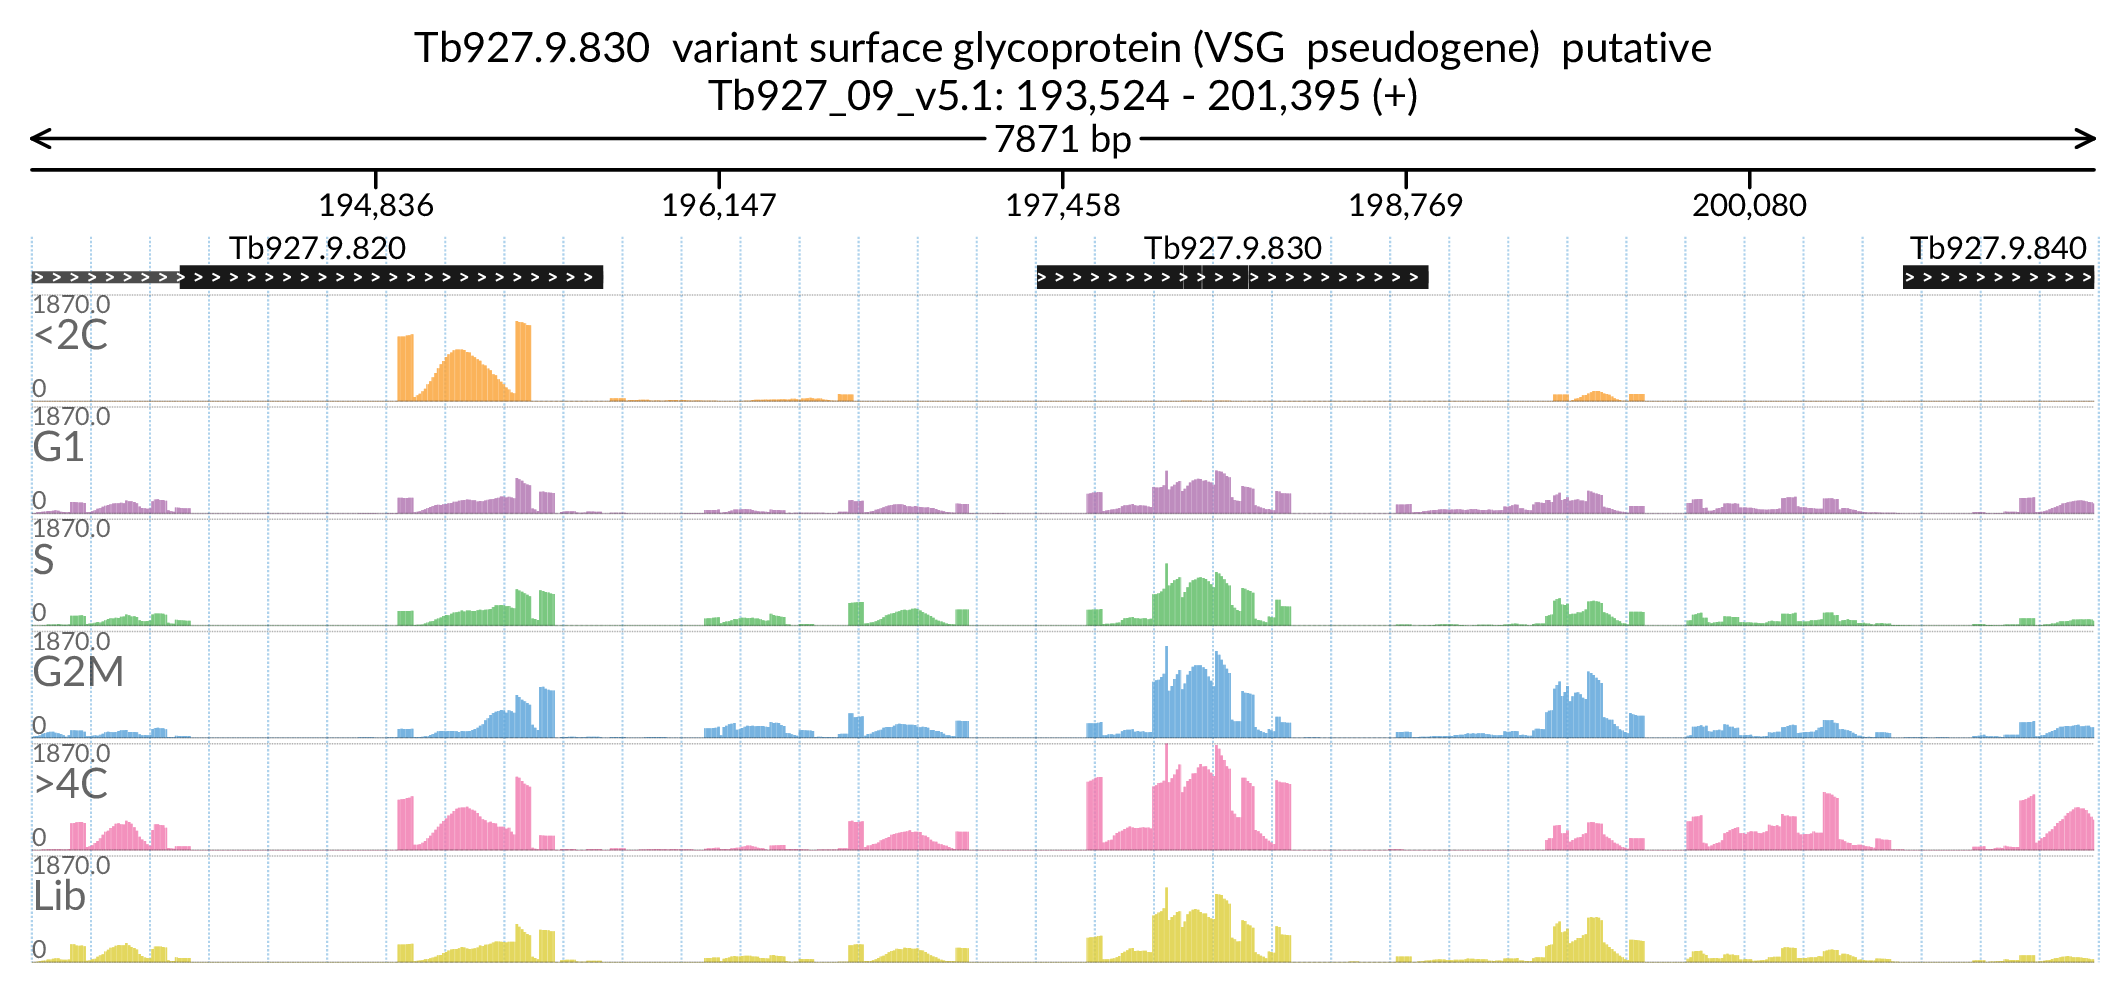 Tb927.9.830 variant surface glycoprotein (VSG pseudogene) putative
Tb927_09_v5.1: 193,524 - 201,395 (+)
7871 bp
194,836 196,147 197,458 198,769 200,080
Tb927.9.820 Tb927.9.830 Tb927.9.840
1870.0
<2C
0
1870.0
G1
0
1870.0
S
0
1870.0
G2M
0
1870.0
>4C
0
1870.0
Lib
0